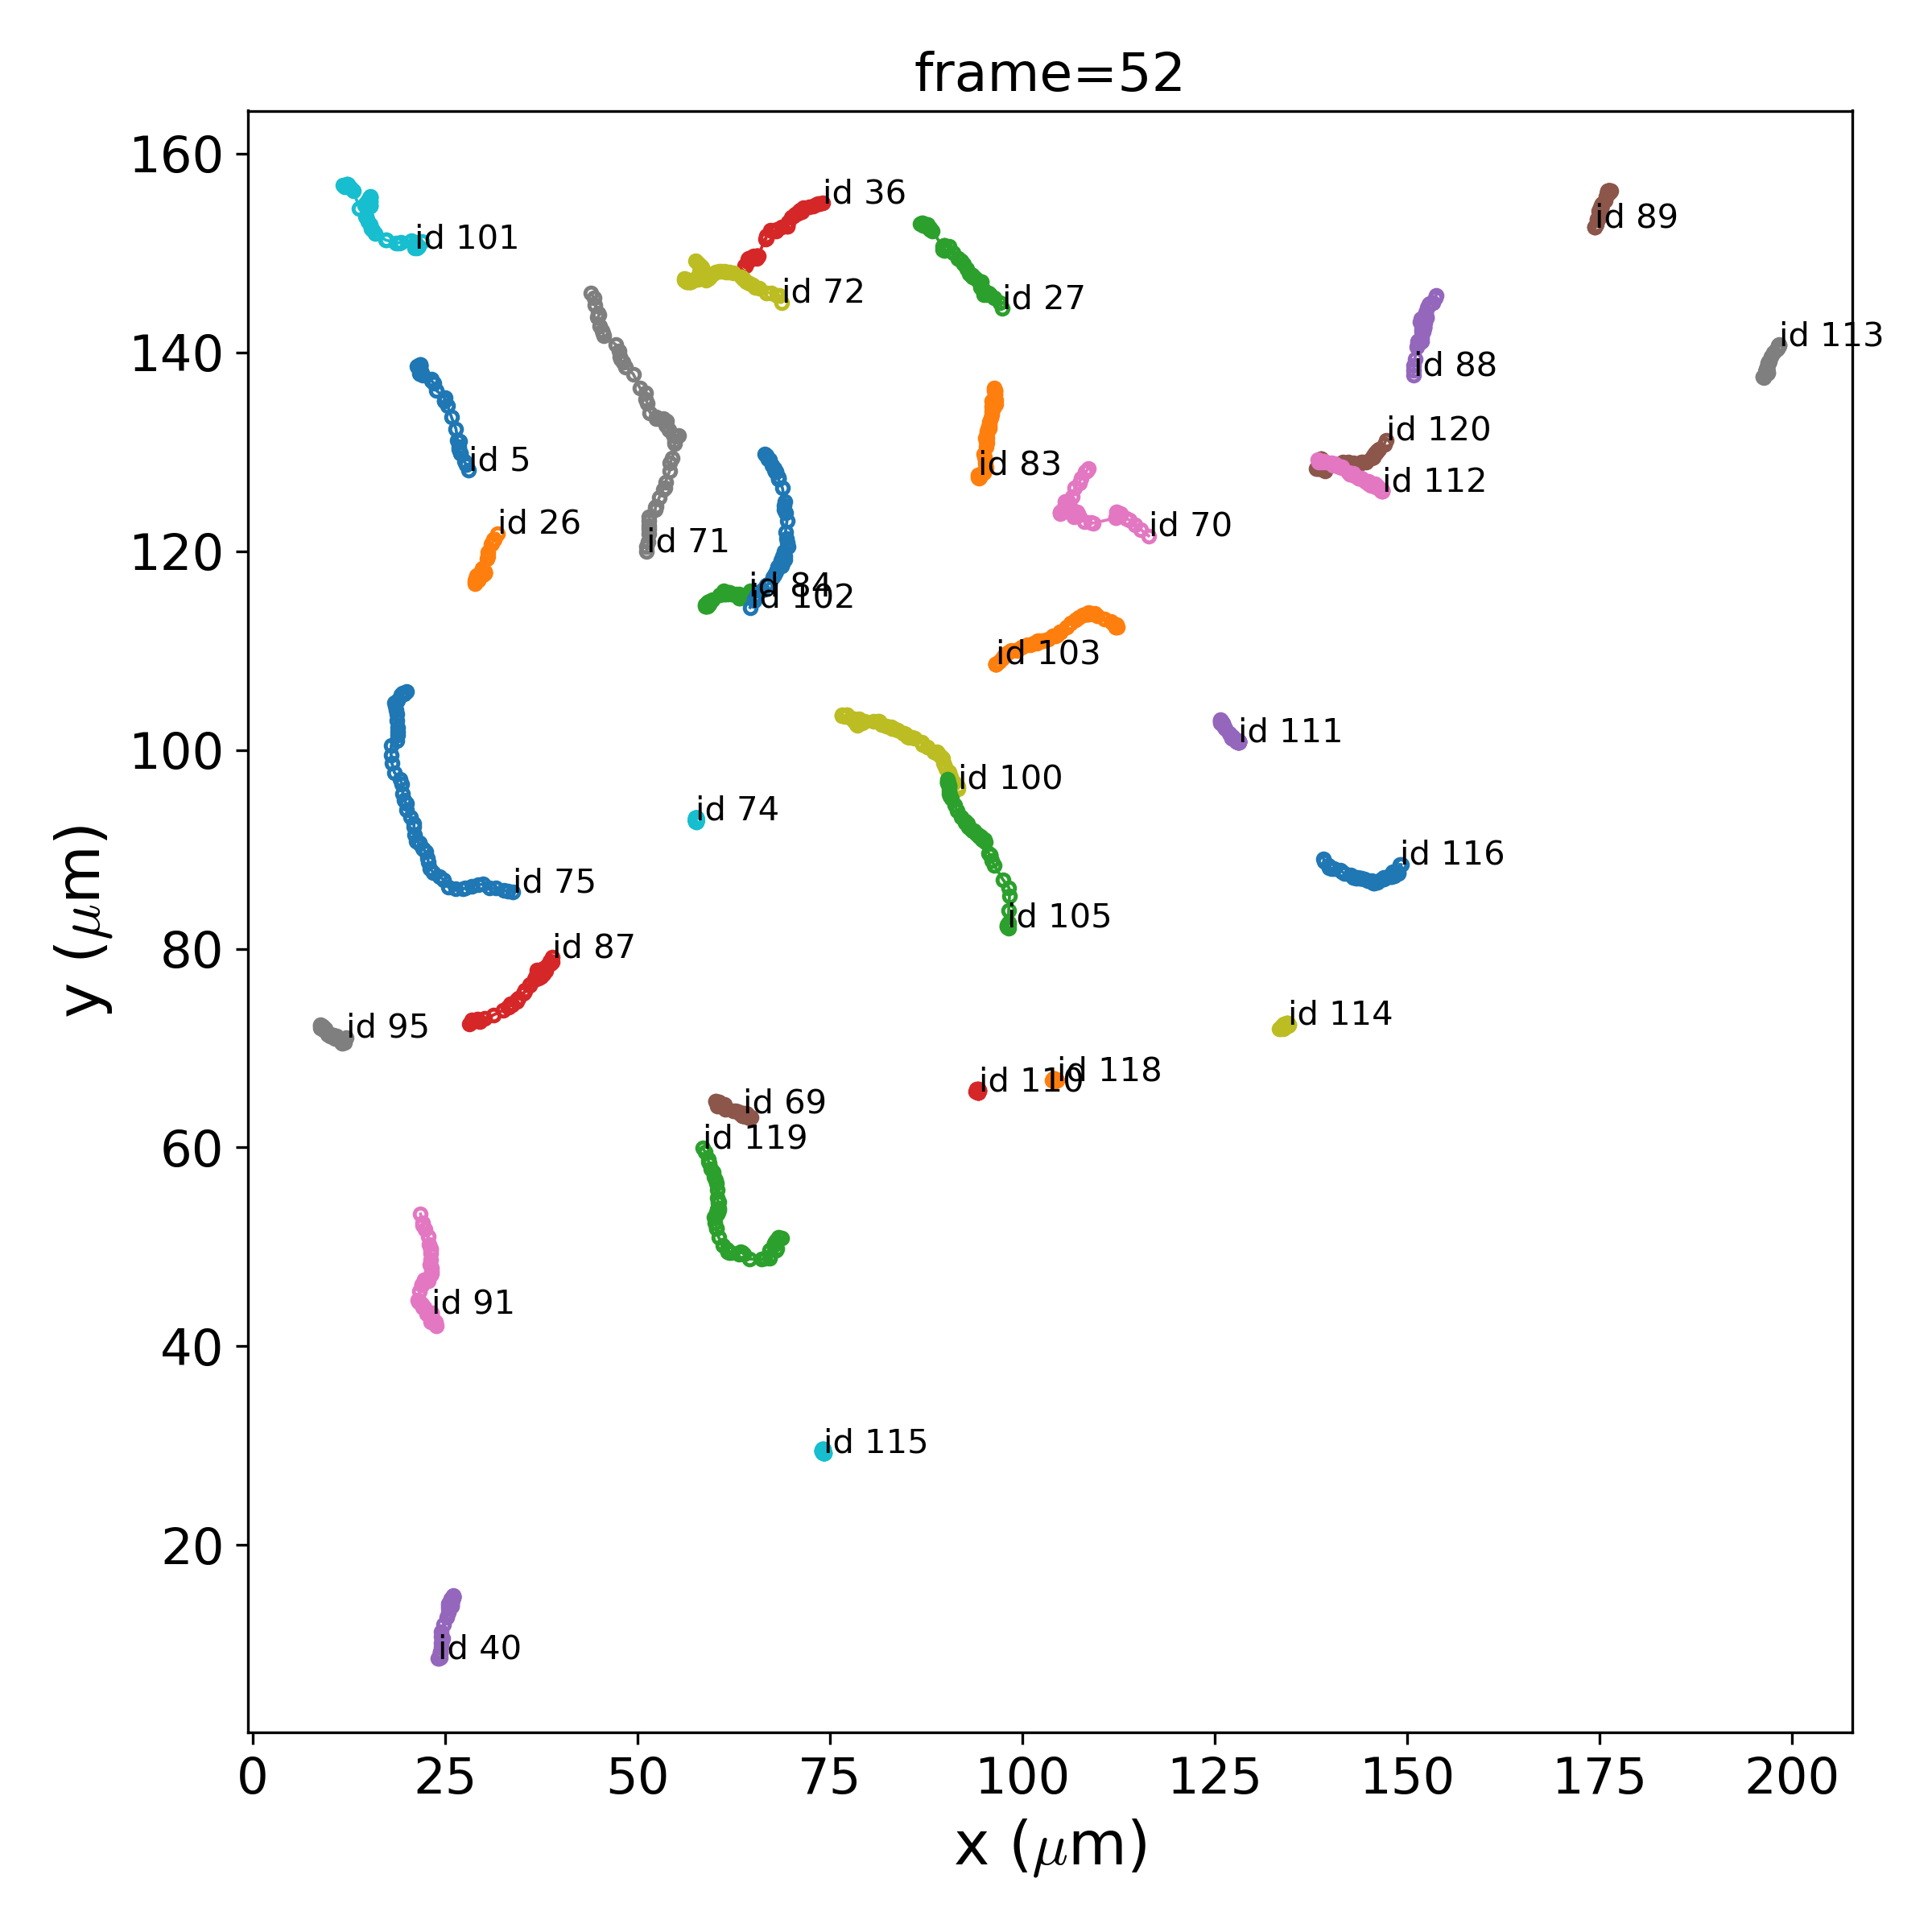 frame=52
160
140
120
100
80
60
40
20
0
25
50
75
100
125
150
175
200
x (μm)
y (μm)
id 36
id 89
id 101
id 72
id 27
id 113
id 88
id 120
id 5
id 83
id 112
id 26
id 71
id 70
id 84
id 102
id 103
id 111
id 100
id 74
id 116
id 75
id 105
id 87
id 95
id 114
id 118
id 110
id 69
id 119
id 91
id 115
id 40